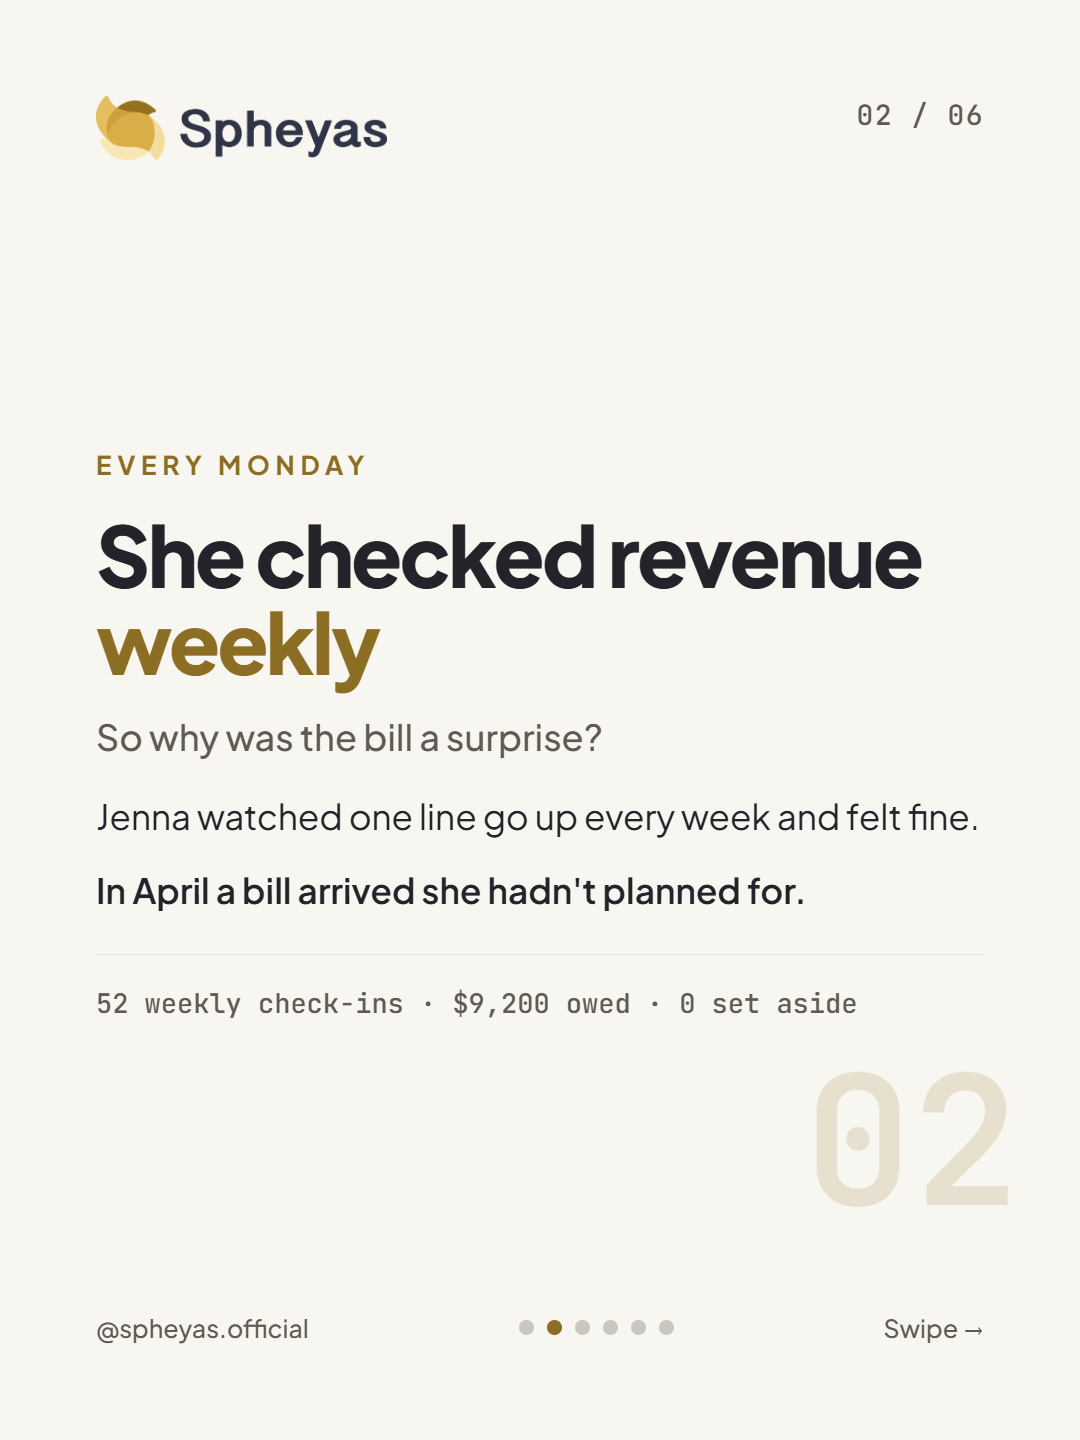 Spheyas
02 / 06
EVERY MONDAY
She checked revenue
weekly
So why was the bill a surprise?
Jenna watched one line go up every week and felt fine.
In April a bill arrived she hadn't planned for.
52 weekly check-ins · $9,200 owed · 0 set aside
02
@spheyas.official
Swipe →